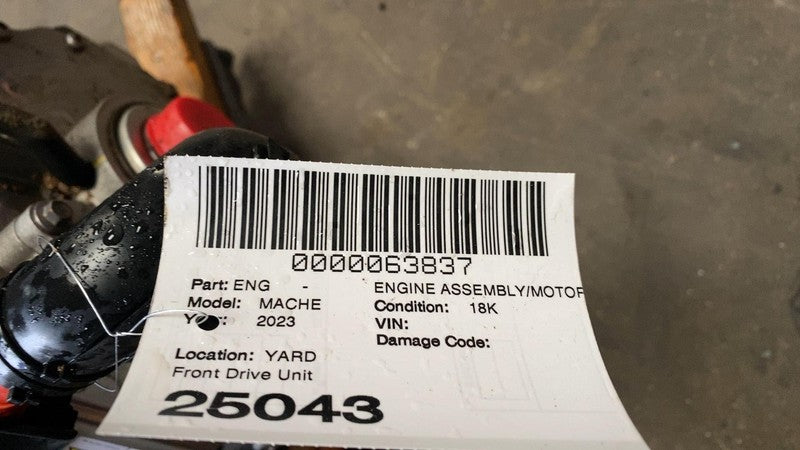 0000063837
Part: ENG - ENGINE ASSEMBLY/MOTOR
Model: MACHE Condition: 18K
2023 VIN:
Damage Code:
Location: YARD
Front Drive Unit
25043